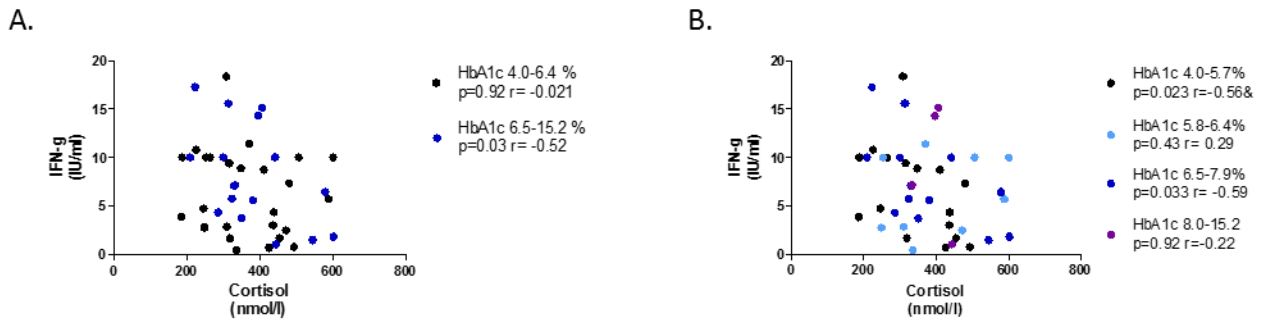 A.
20
15
10
5
0
IFN-g
(IU/ml)
0 200 400 600 800
Cortisol
(nmol/l)
HbA1c 4.0-6.4 %
p=0.92 r= -0.021
HbA1c 6.5-15.2 %
p=0.03 r= -0.52
B.
20
15
10
5
0
IFN-g
(IU/ml)
0 200 400 600 800
Cortisol
(nmol/l)
HbA1c 4.0-5.7%
p=0.023 r=-0.56&
HbA1c 5.8-6.4%
p=0.43 r= 0.29
HbA1c 6.5-7.9%
p=0.033 r= -0.59
HbA1c 8.0-15.2
p=0.92 r=-0.22